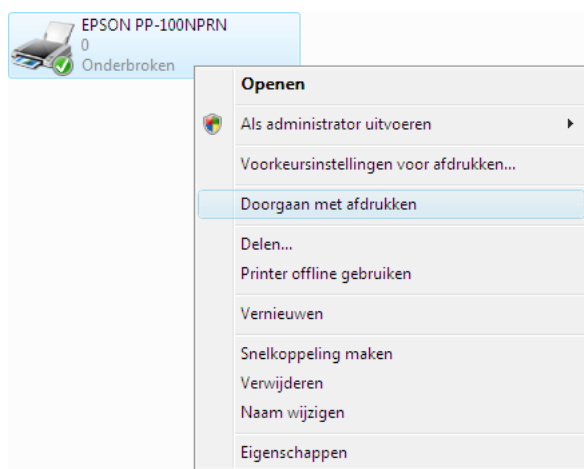 EPSON PP-100NPRN
0
Onderbroken
Openen
Als administrator uitvoeren
Voorkeursinstellingen voor afdrukken...
Doorgaan met afdrukken
Delen...
Printer offline gebruiken
Vernieuwen
Snelkoppeling maken
Verwijderen
Naam wijzigen
Eigenschappen